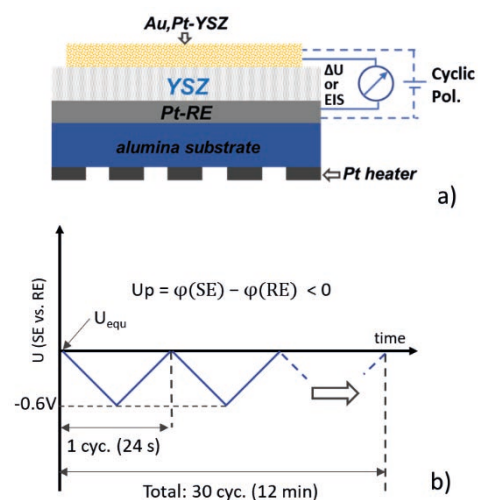 Au,Pt-YSZ
YSZ
Pt-RE
alumina substrate
ΔU
or
EIS
Cyclic
Pol.
Pt heater
a)
U (SE vs. RE)
Up = φ(SE) − φ(RE) < 0
U equ
time
-0.6V
1 cyc. (24 s)
Total: 30 cyc. (12 min)
b)